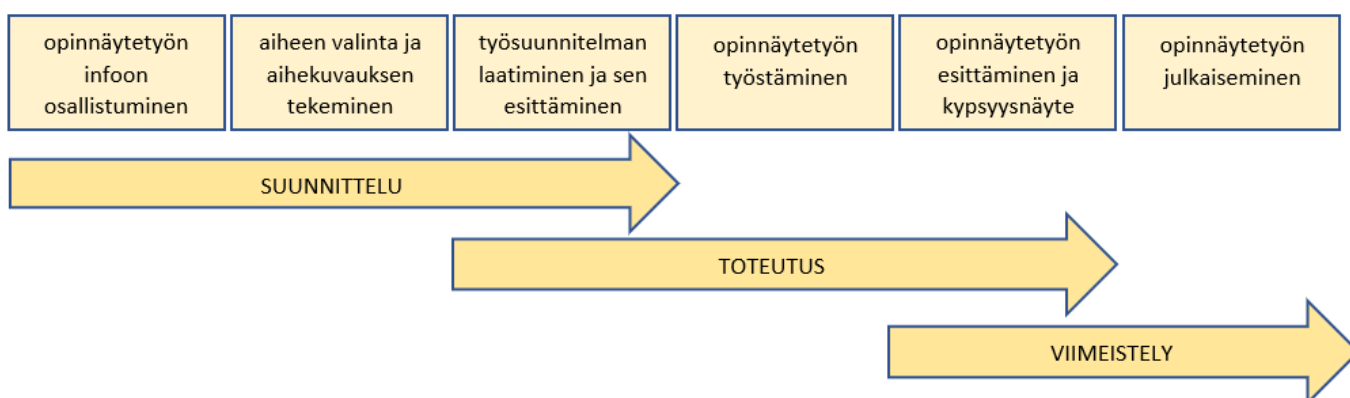 opinnäytetyön
infoon
osallistuminen
aiheen valinta ja
aihekuvauksen
tekeminen
työsuunnitelman
laatiminen ja sen
esittäminen
opinnäytetyön
työstäminen
opinnäytetyön
esittäminen ja
kypsyysnäyte
opinnäytetyön
julkaiseminen
SUUNNITTELU
TOTEUTUS
VIIMEISTELY